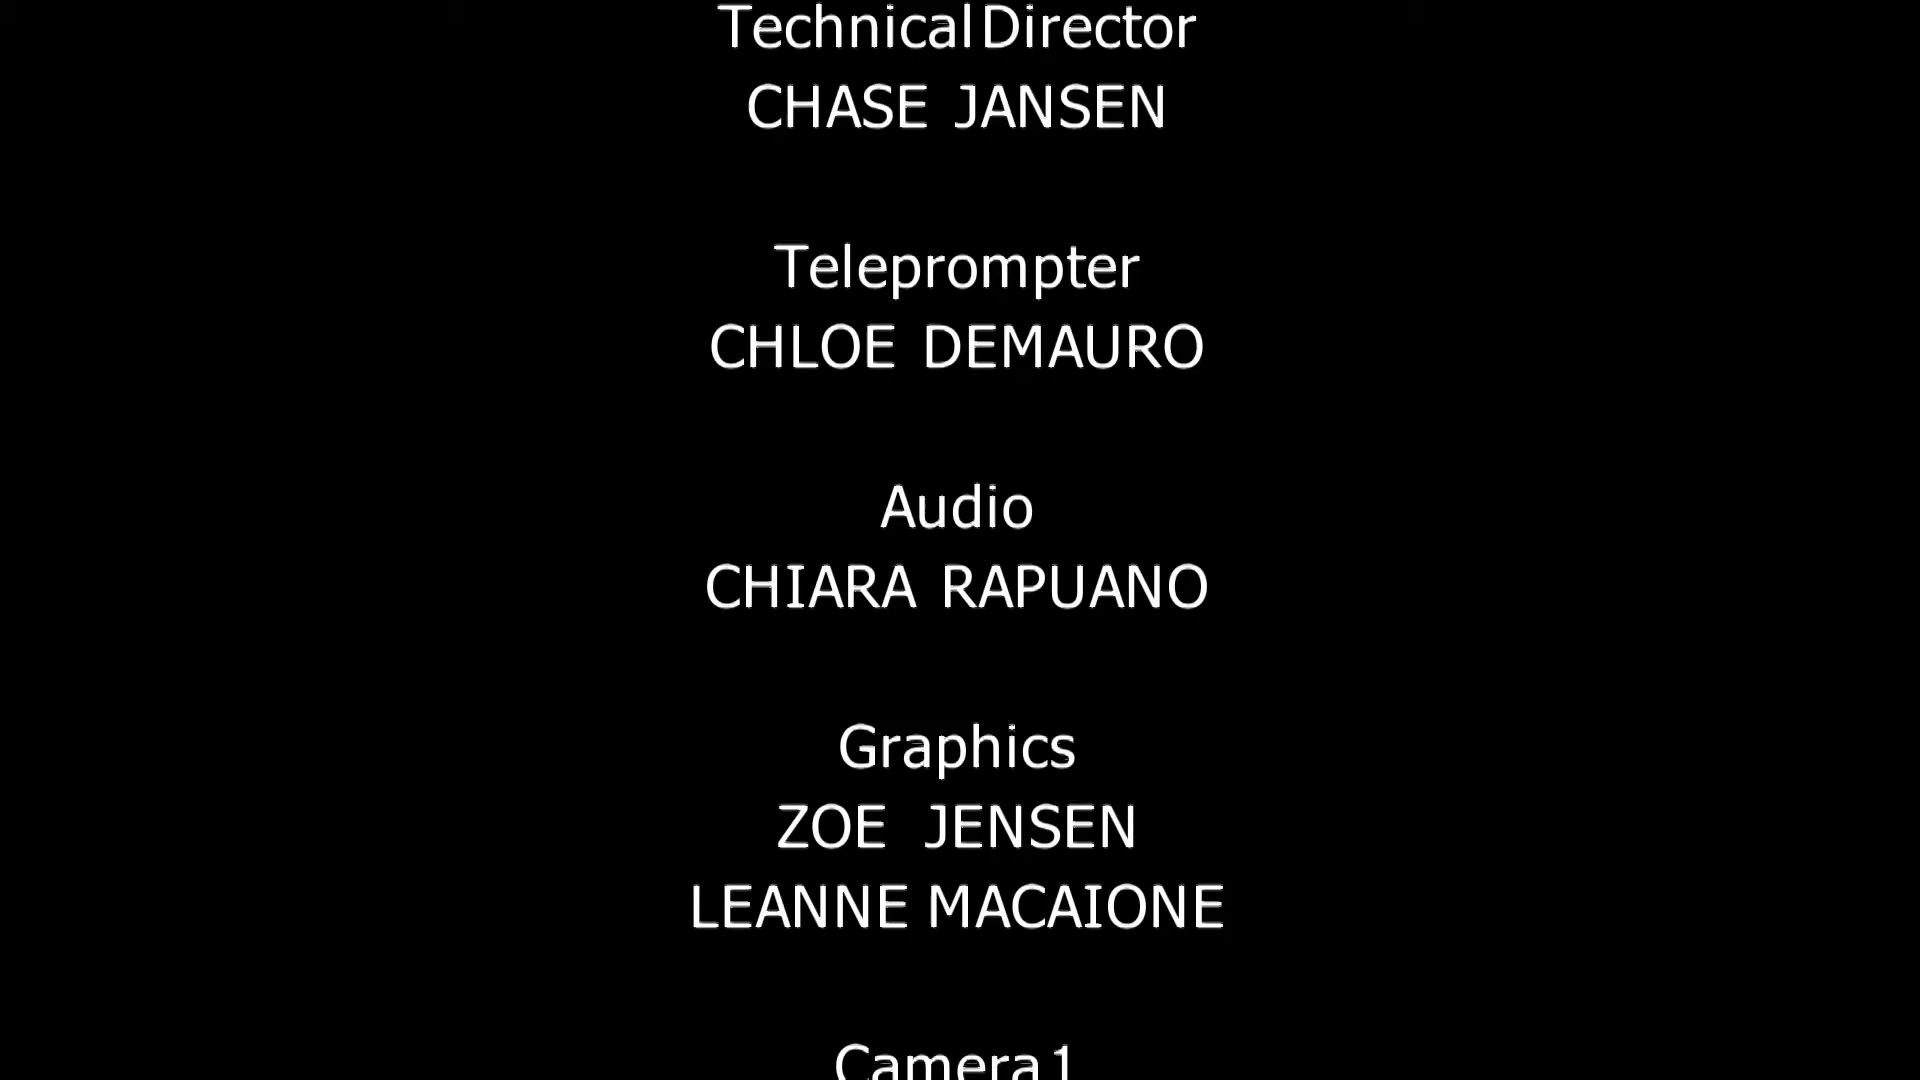 Technical Director
CHASE JANSEN
Teleprompter
CHLOE DEMAURO
Audio
CHIARA RAPUANO
Graphics
ZOE JENSEN
LEANNE MACAIONE
Camera 1